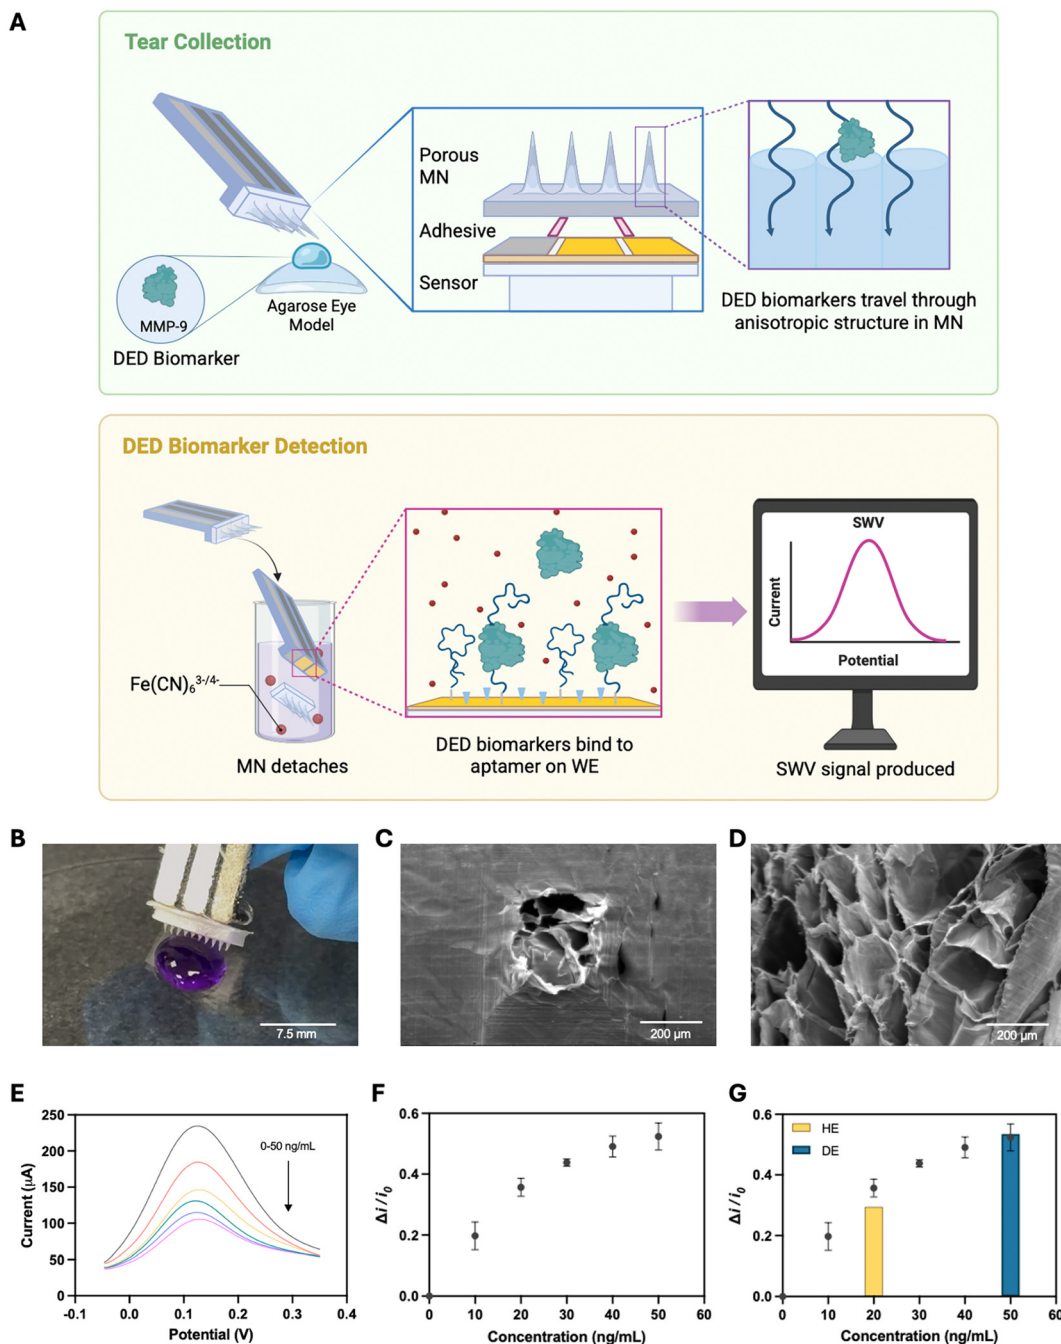 A
Tear Collection
Porous
MN
Adhesive
Sensor
MMP-9
DED Biomarker
Agarose Eye
Model
DED biomarkers travel through
anisotropic structure in MN
DED Biomarker Detection
Fe(CN)₆³⁻/⁴⁻
MN detaches
DED biomarkers bind to
aptamer on WE
SWV
Current
Potential
SWV signal produced
B
7.5 mm
C
200 µm
D
200 µm
E
250
200
150
100
50
0
-0.1
0.0
0.1
0.2
0.3
0.4
Current (µA)
Potential (V)
0-50 ng/mL
F
0.6
0.4
0.2
0.0
0
10
20
30
40
50
60
Δi/i₀
Concentration (ng/mL)
G
0.6
0.4
0.2
0.0
0
10
20
30
40
50
60
Δi/i₀
Concentration (ng/mL)
HE
DE